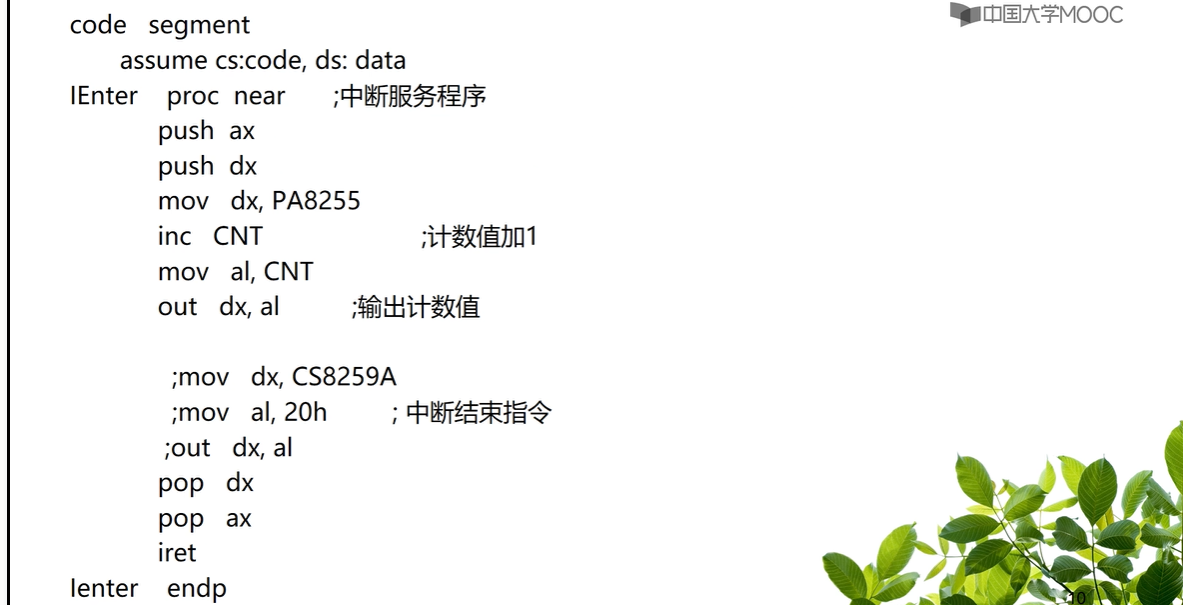 中国大学MOOC
code segment
assume cs:code, ds: data
IEnter proc near ;中断服务程序
push ax
push dx
mov dx, PA8255
inc CNT ;计数值加1
mov al, CNT
out dx, al ;输出计数值
;mov dx, CS8259A
;mov al, 20h ; 中断结束指令
;out dx, al
pop dx
pop ax
iret
Ienter endp
10